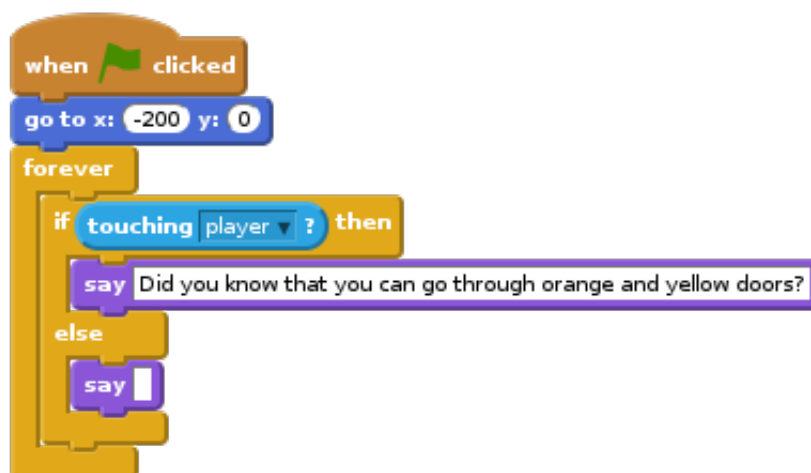 when clicked
go to x: -200 y: 0
forever
if touching player ? then
say Did you know that you can go through orange and yellow doors?
else
say